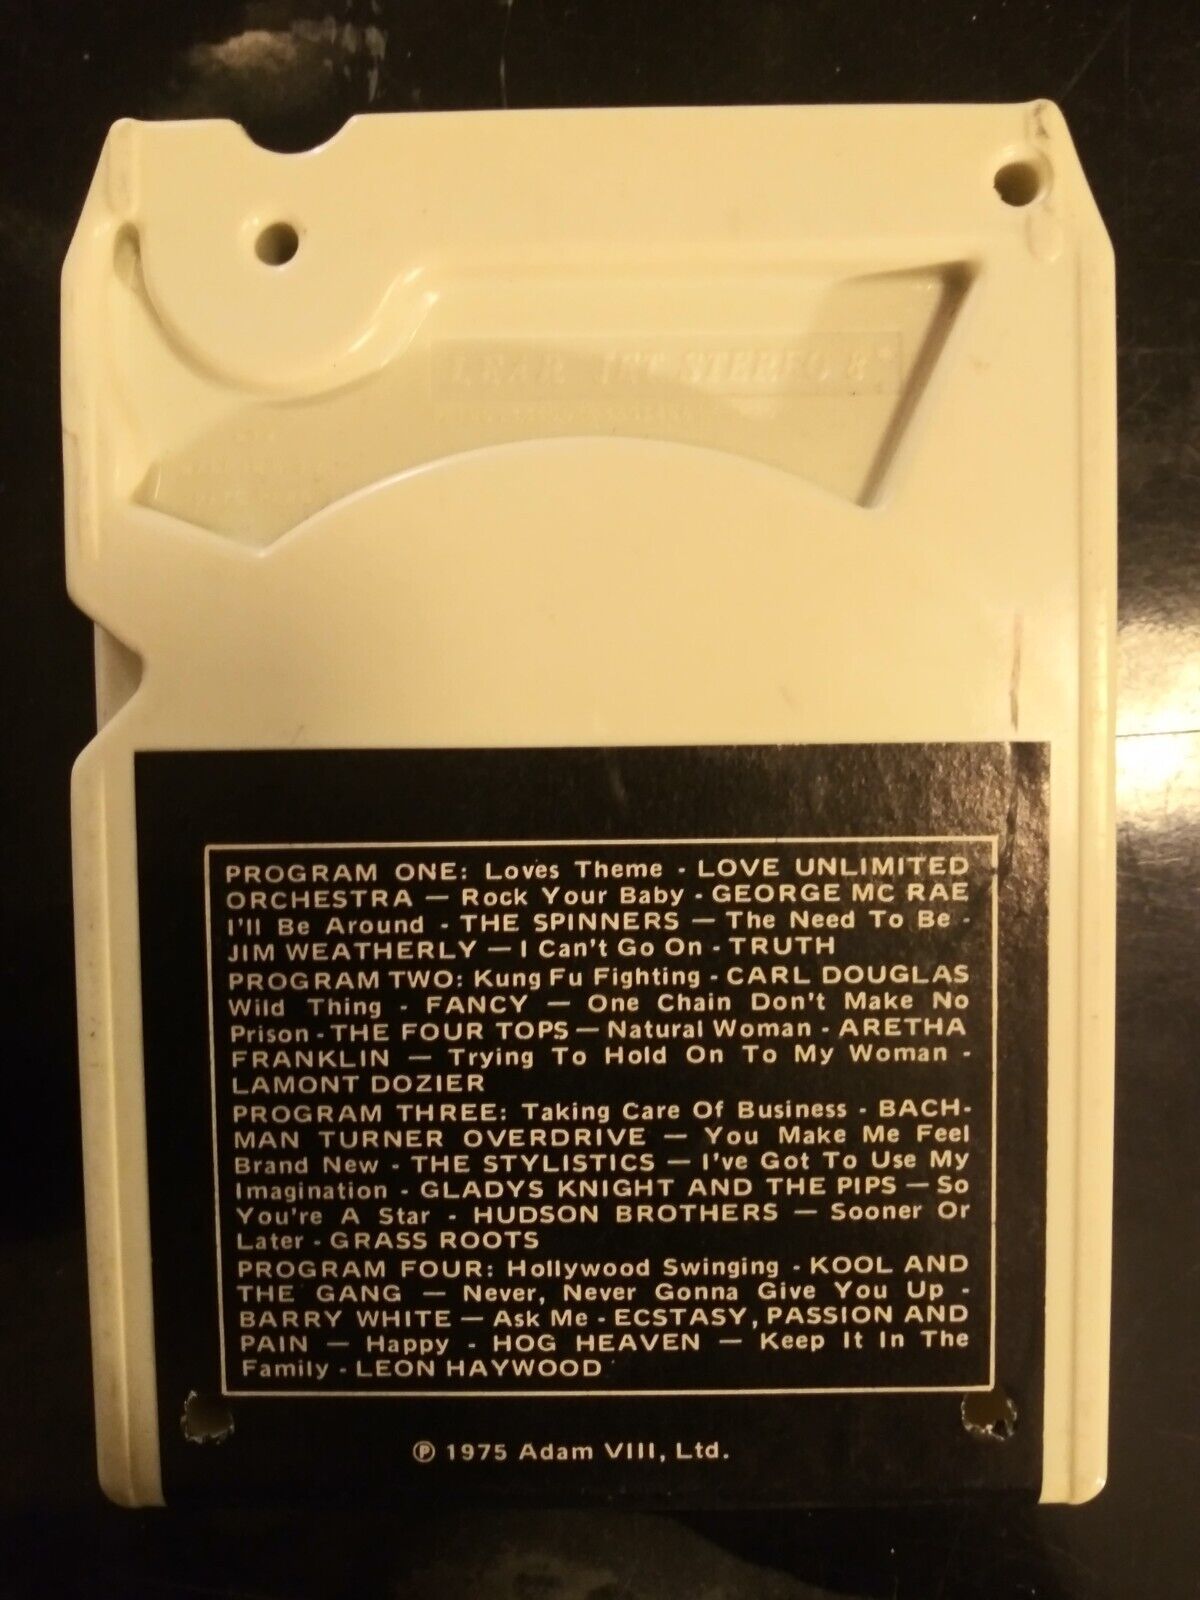 LEAR JET STEREO 8
PROGRAM ONE: Loves Theme - LOVE UNLIMITED
ORCHESTRA — Rock Your Baby - GEORGE MC RAE
I'll Be Around - THE SPINNERS — The Need To Be -
JIM WEATHERLY — I Can't Go On - TRUTH
PROGRAM TWO: Kung Fu Fighting - CARL DOUGLAS
Wild Thing - FANCY — One Chain Don't Make No
Prison - THE FOUR TOPS — Natural Woman - ARETHA
FRANKLIN — Trying To Hold On To My Woman -
LAMONT DOZIER
PROGRAM THREE: Taking Care Of Business - BACH-
MAN TURNER OVERDRIVE — You Make Me Feel
Brand New - THE STYLISTICS — I've Got To Use My
Imagination - GLADYS KNIGHT AND THE PIPS — So
You're A Star - HUDSON BROTHERS — Sooner Or
Later - GRASS ROOTS
PROGRAM FOUR: Hollywood Swinging - KOOL AND
THE GANG — Never, Never Gonna Give You Up -
BARRY WHITE — Ask Me - ECSTASY, PASSION AND
PAIN — Happy - HOG HEAVEN — Keep It In The
Family - LEON HAYWOOD
℗ 1975 Adam VIII, Ltd.